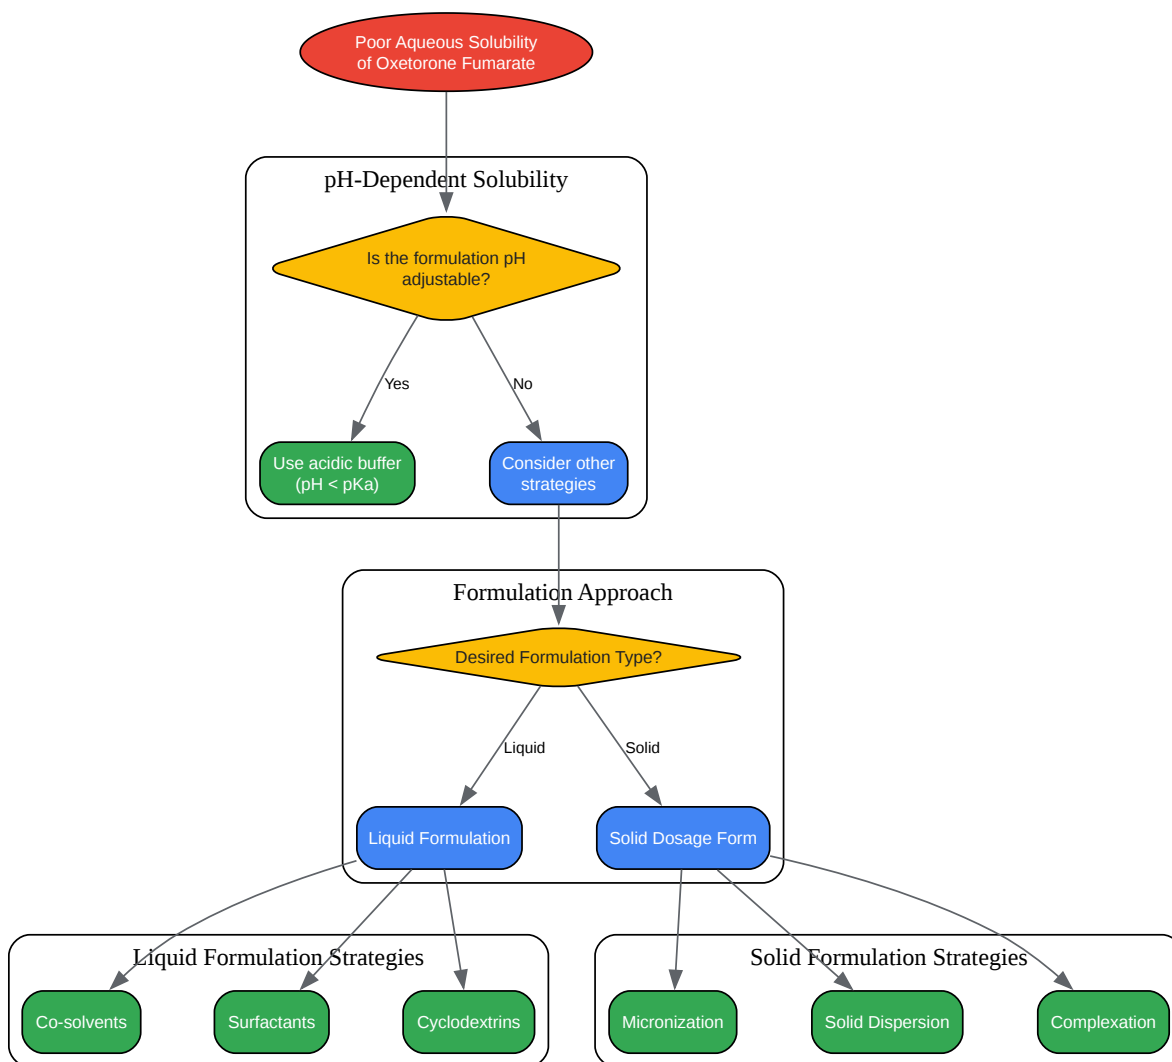 Poor Aqueous Solubility
of Oxetorone Fumarate
pH-Dependent Solubility
Is the formulation pH
adjustable?
Yes
No
Use acidic buffer
(pH < pKa)
Consider other
strategies
Formulation Approach
Desired Formulation Type?
Liquid
Solid
Liquid Formulation
Solid Dosage Form
Liquid Formulation Strategies
Solid Formulation Strategies
Co-solvents
Surfactants
Cyclodextrins
Micronization
Solid Dispersion
Complexation